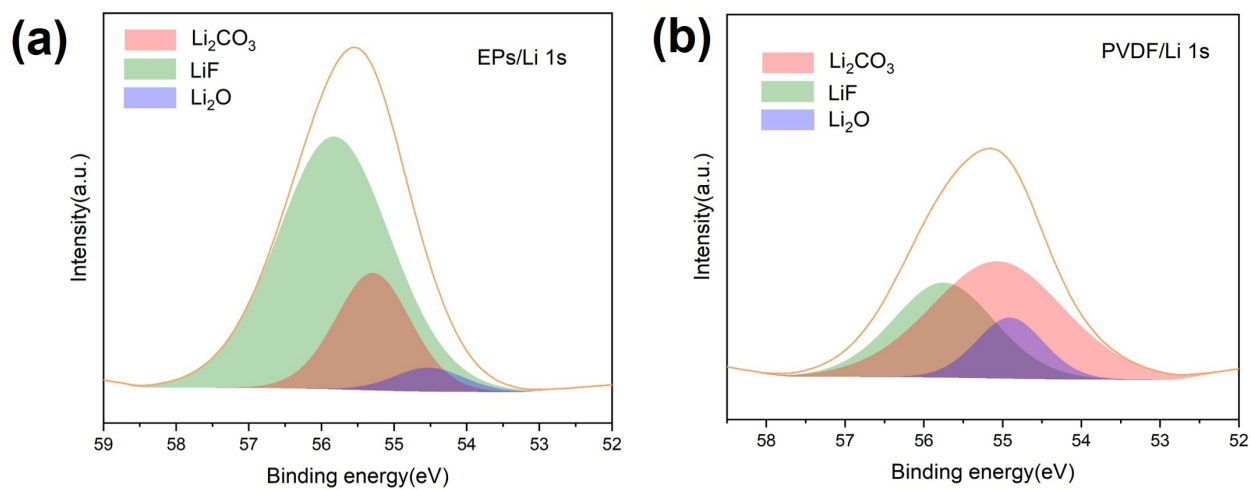 (a)
Li₂CO₃
LiF
Li₂O
EPs/Li 1s
Intensity(a.u.)
59 58 57 56 55 54 53 52
Binding energy(eV)
(b)
Li₂CO₃
LiF
Li₂O
PVDF/Li 1s
Intensity(a.u.)
58 57 56 55 54 53 52
Binding energy(eV)